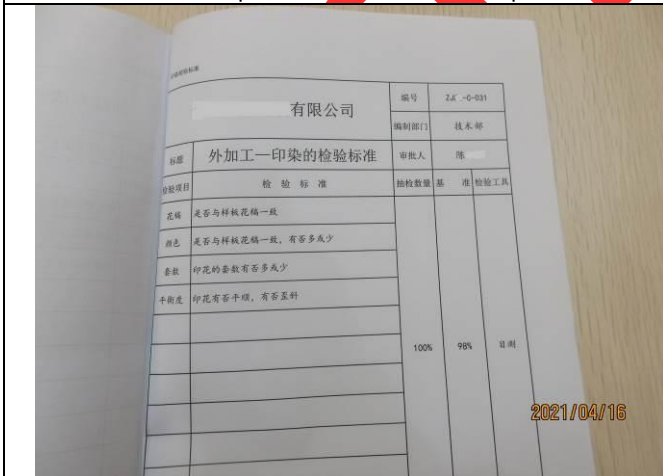 有限公司
编号
ZJ -C-031
编制部门
技术部
标题
外加工—印染的检验标准
审批人
陈
检验项目
检 验 标 准
抽检数量
基 准
检验工具
花稿
是否与样板花稿一致
颜色
是否与样板花稿一致,有否多或少
套数
印花的套数有否多或少
平衡度
印花有否平顺,有否歪斜
100%
98%
目测
2021/04/16